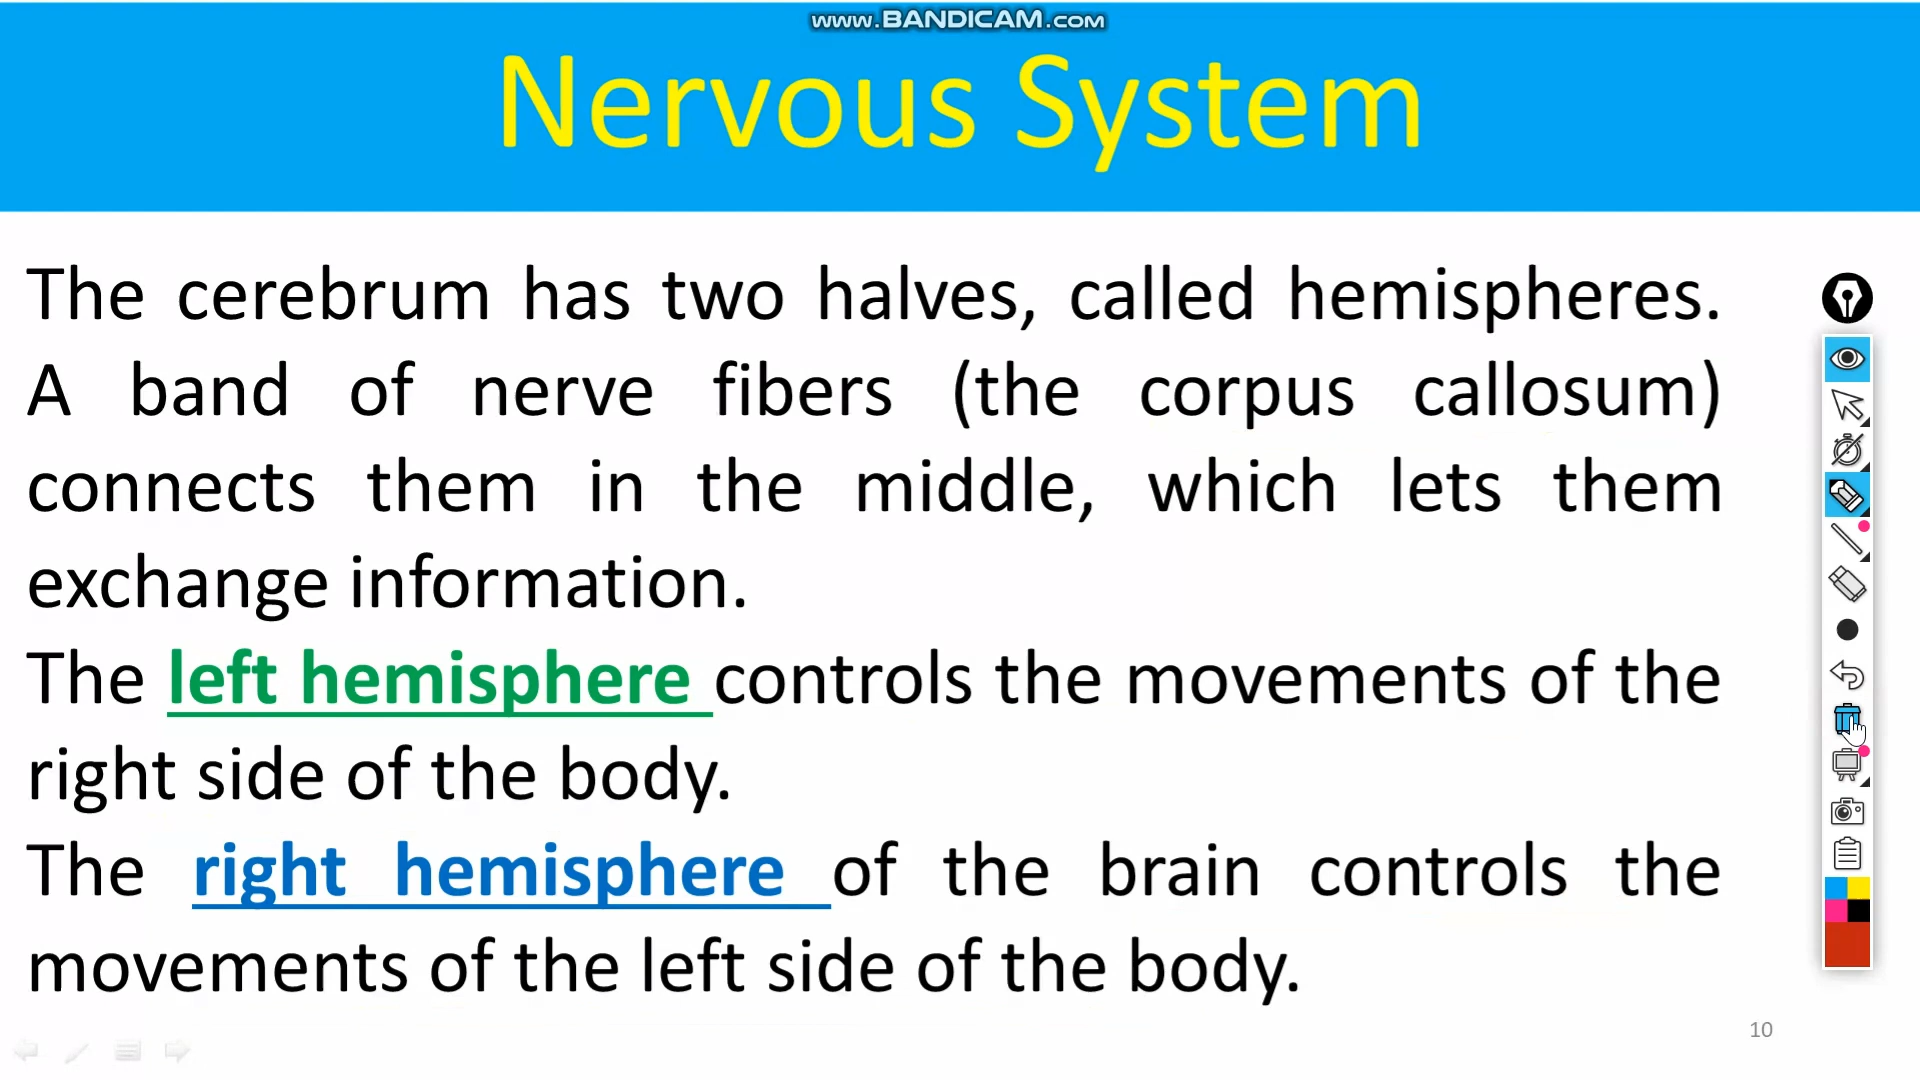 www.BANDICAM.com
Nervous System
The cerebrum has two halves, called hemispheres.
A band of nerve fibers (the corpus callosum)
connects them in the middle, which lets them
exchange information.
The left hemisphere controls the movements of the
right side of the body.
The right hemisphere of the brain controls the
movements of the left side of the body.
10